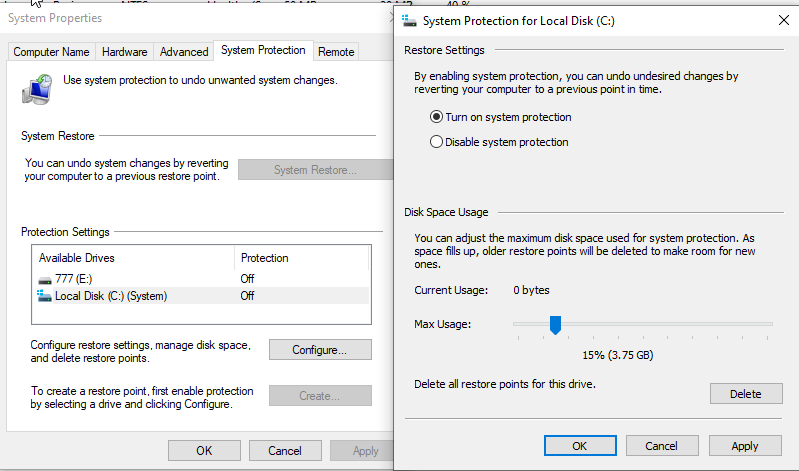 System Properties
Computer Name
Hardware
Advanced
System Protection
Remote
Use system protection to undo unwanted system changes.
System Restore
You can undo system changes by reverting
your computer to a previous restore point.
System Restore...
Protection Settings
Available Drives
Protection
777 (E:)
Off
Local Disk (C:) (System)
Off
Configure restore settings, manage disk space,
and delete restore points.
Configure...
To create a restore point, first enable protection
by selecting a drive and clicking Configure.
Create...
OK
Cancel
Apply
System Protection for Local Disk (C:)
Restore Settings
By enabling system protection, you can undo undesired changes by
reverting your computer to a previous point in time.
Turn on system protection
Disable system protection
Disk Space Usage
You can adjust the maximum disk space used for system protection. As
space fills up, older restore points will be deleted to make room for new
ones.
Current Usage:
0 bytes
Max Usage:
15% (3.75 GB)
Delete all restore points for this drive.
Delete
OK
Cancel
Apply